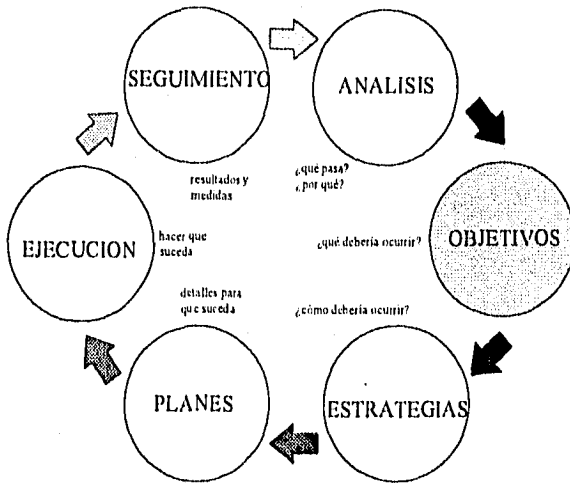 SEGUIMIENTO
ANALISIS
¿qué pasa?
¿por qué?
resultados y
medidas
EJECUCION
hacer que
suceda
¿qué debería ocurrir?
OBJETIVOS
detalles para
que suceda
¿cómo debería ocurrir?
PLANES
ESTRATEGIAS